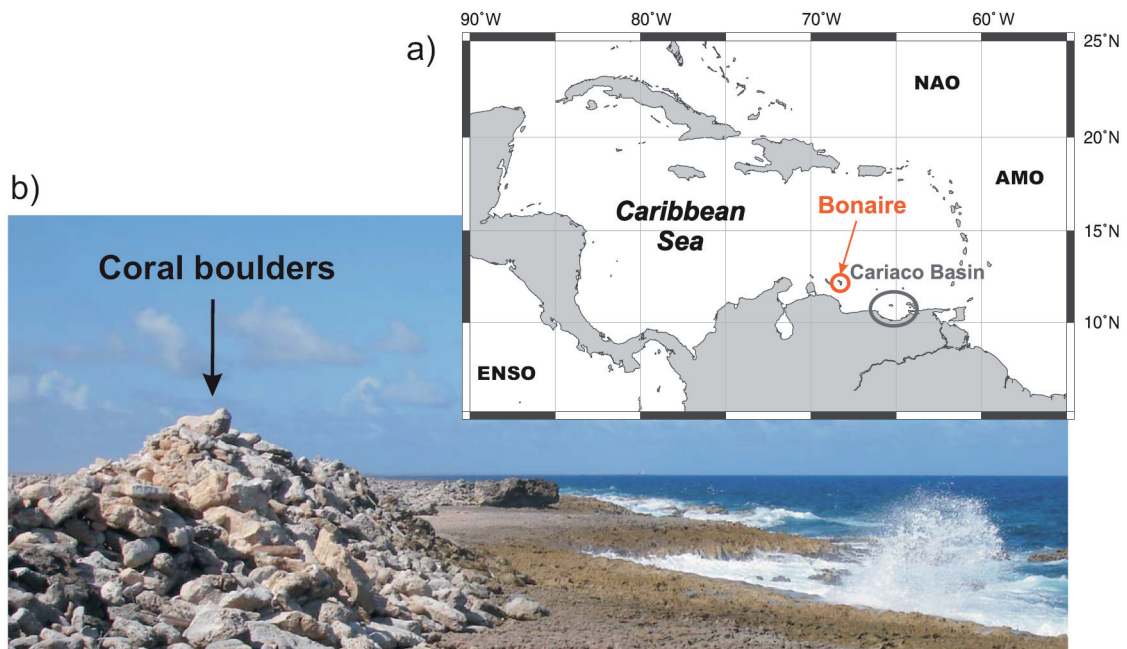 a)
90°W
80°W
70°W
60°W
25°N
NAO
20°N
AMO
b)
Caribbean
Sea
Bonaire
15°N
Coral boulders
Cariaco Basin
10°N
ENSO